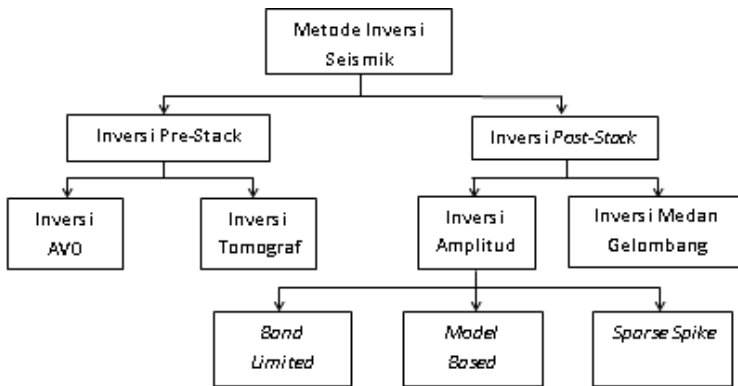 Metode Inversi
Seismik
Inversi Pre-Stack
Inversi Post-Stack
Inversi
AVO
Inversi
Tomograf
Inversi
Amplitud
Inversi Medan
Gelombang
Band
Limited
Model
Based
Sparse Spike